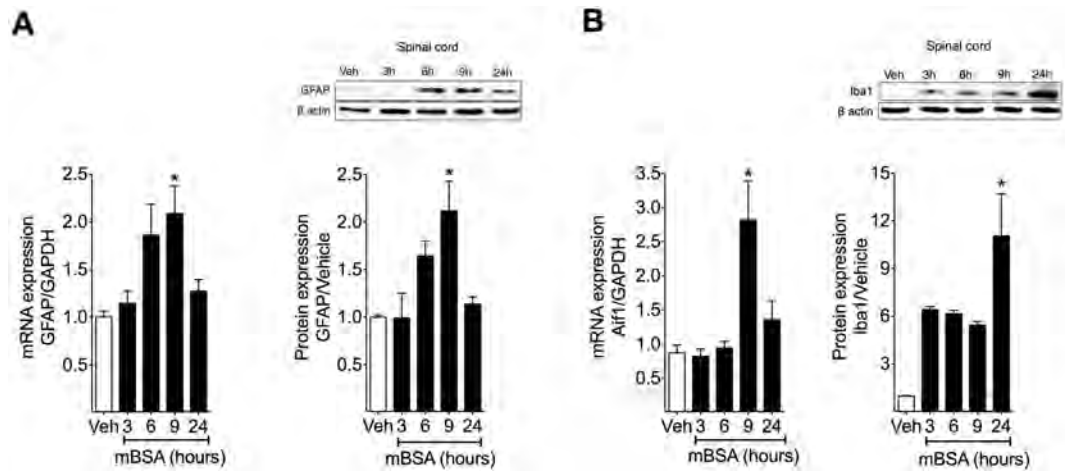 A
Spinal cord
Veh 3h 6h 9h 24h
GFAP
β actin
mRNA expression
GFAP/GAPDH
2.5
2.0
1.5
1.0
0.5
Veh 3 6 9 24
mBSA (hours)
*
Protein expression
GFAP/Vehicle
2.5
2.0
1.5
1.0
0.5
Veh 3 6 9 24
mBSA (hours)
*
B
Spinal cord
Veh 3h 6h 9h 24h
Iba1
β actin
mRNA expression
Aif1/GAPDH
3.5
3.0
2.5
2.0
1.5
1.0
0.5
Veh 3 6 9 24
mBSA (hours)
*
Protein expression
Iba1/Vehicle
15
12
9
6
3
Veh 3 6 9 24
mBSA (hours)
*